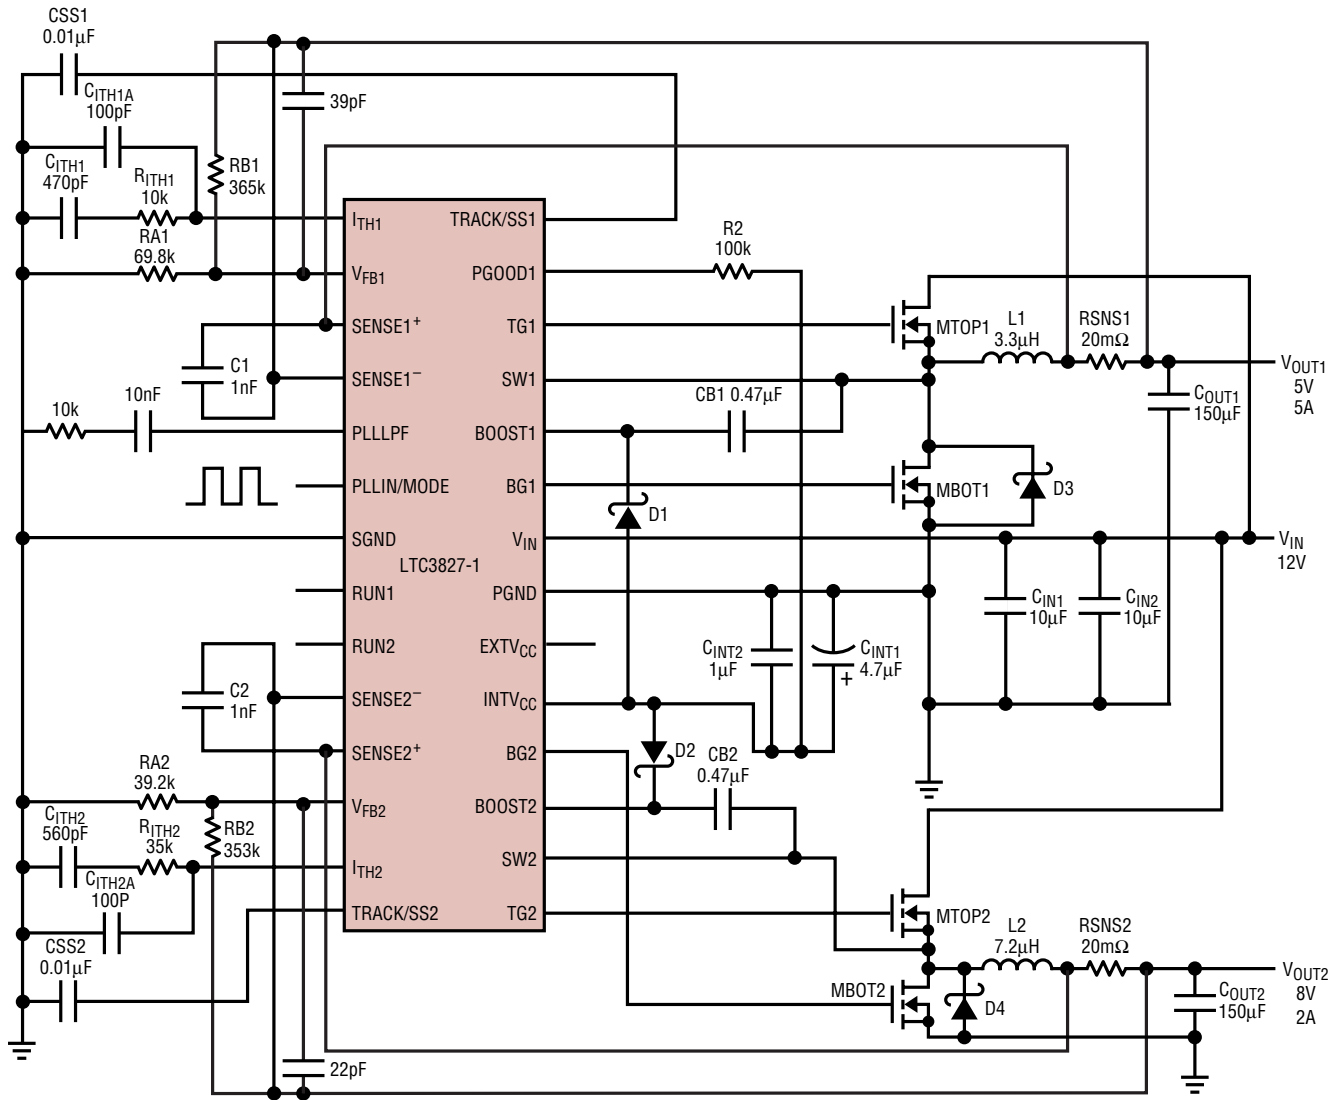 CSS1
0.01µF
CITH1A
100pF
39pF
CITH1
470pF
RITH1
10k
RB1
365k
RA1
69.8k
ITH1
TRACK/SS1
R2
100k
VFB1
PGOOD1
SENSE1+
TG1
MTOP1
L1
3.3µH
RSNS1
20mΩ
C1
1nF
SENSE1–
SW1
VOUT1
5V
5A
COUT1
150µF
10k
10nF
PLLLPF
BOOST1
CB1 0.47µF
PLLIN/MODE
BG1
MBOT1
D3
D1
SGND
VIN
VIN
12V
LTC3827-1
RUN1
PGND
CIN1
10µF
CIN2
10µF
RUN2
EXTVCC
CINT2
1µF
CINT1
4.7µF
+
C2
1nF
SENSE2–
INTVCC
SENSE2+
BG2
D2
CB2
0.47µF
RA2
39.2k
VFB2
BOOST2
CITH2
560pF
RITH2
35k
RB2
353k
ITH2
SW2
CITH2A
100P
TRACK/SS2
TG2
MTOP2
L2
7.2µH
RSNS2
20mΩ
CSS2
0.01µF
MBOT2
D4
VOUT2
8V
2A
COUT2
150µF
22pF